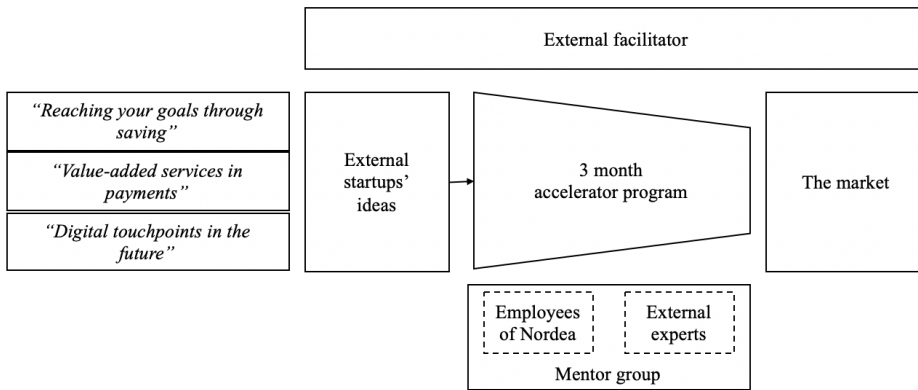 External facilitator
“Reaching your goals through
saving”
“Value-added services in
payments”
“Digital touchpoints in the
future”
External
startups’
ideas
3 month
accelerator program
The market
Employees
of Nordea
External
experts
Mentor group